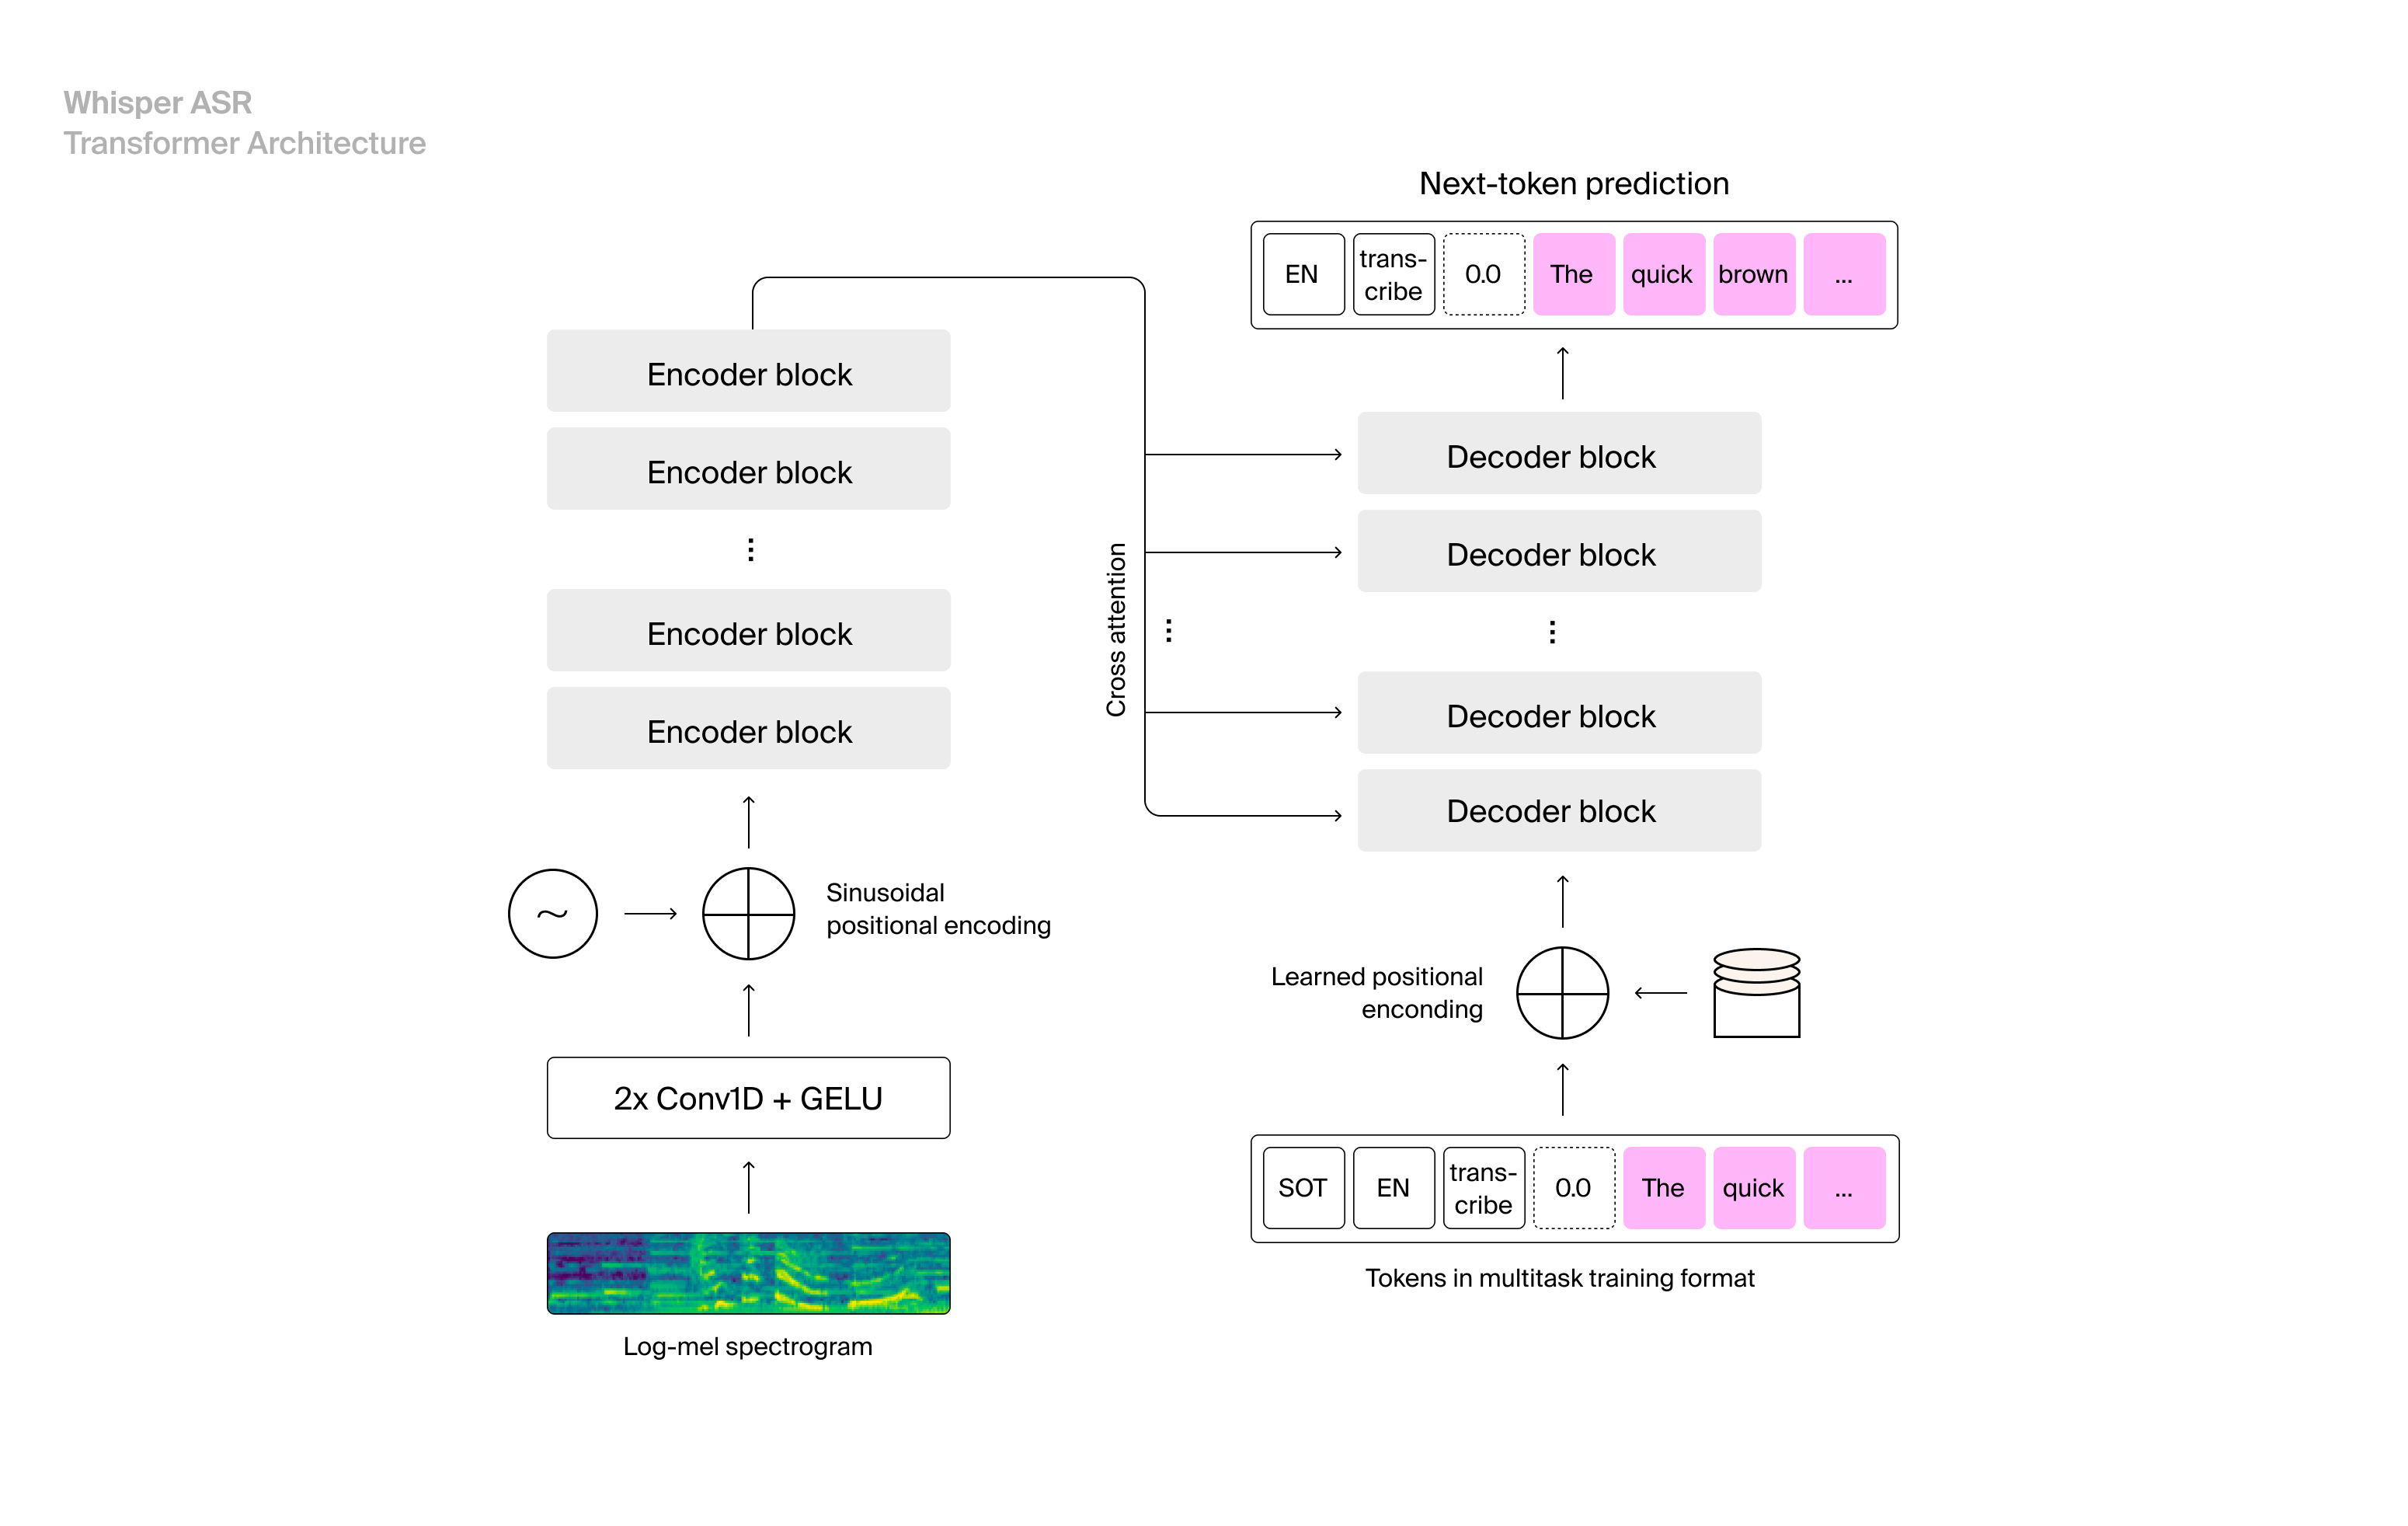 Whisper ASR
Transformer Architecture
Next-token prediction
EN
trans-
cribe
0.0
The
quick
brown
...
Encoder block
Encoder block
Encoder block
Encoder block
Cross attention
Decoder block
Decoder block
Decoder block
Decoder block
~
Sinusoidal
positional encoding
Learned positional
enconding
2x Conv1D + GELU
SOT
EN
trans-
cribe
0.0
The
quick
...
Tokens in multitask training format
Log-mel spectrogram